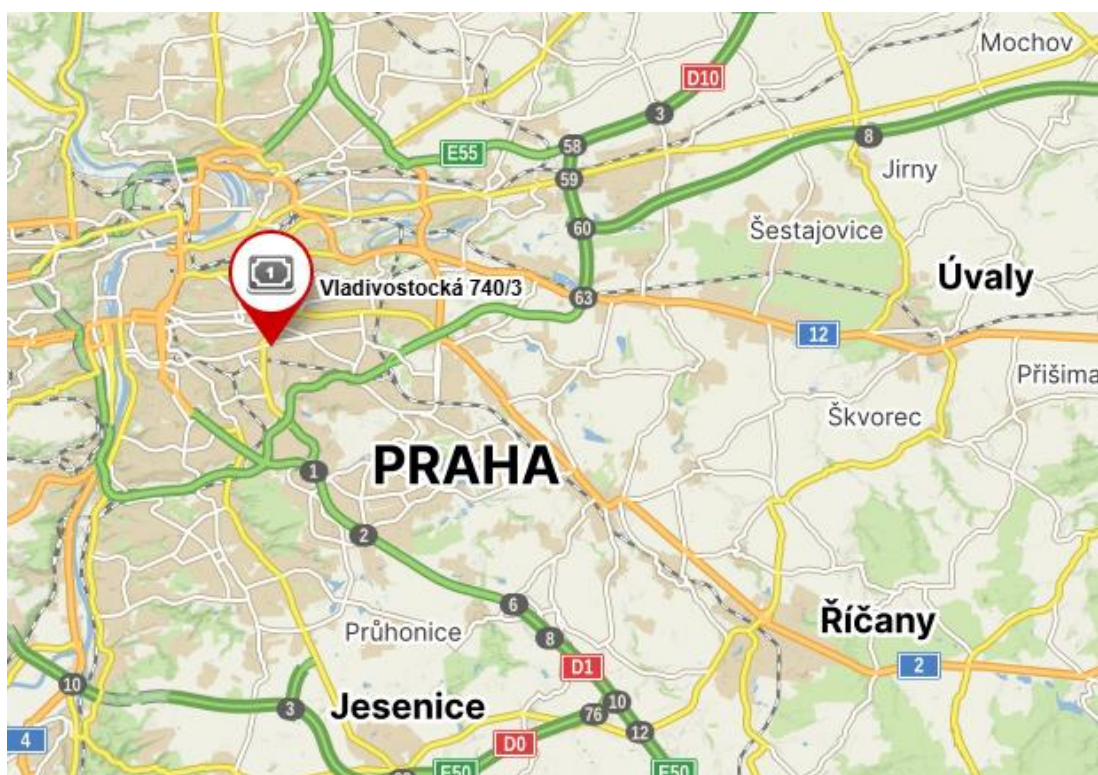 Mochov
D10
3
58
E55
8
59
Jirny
60
Šestajovice
1
Úvaly
Vladivostocká 740/3
63
12
Přišima
Škvorec
PRAHA
1
2
6
Průhonice
8
Říčany
D1
2
10
3
Jesenice
10
76
12
4
D0
E50
E50